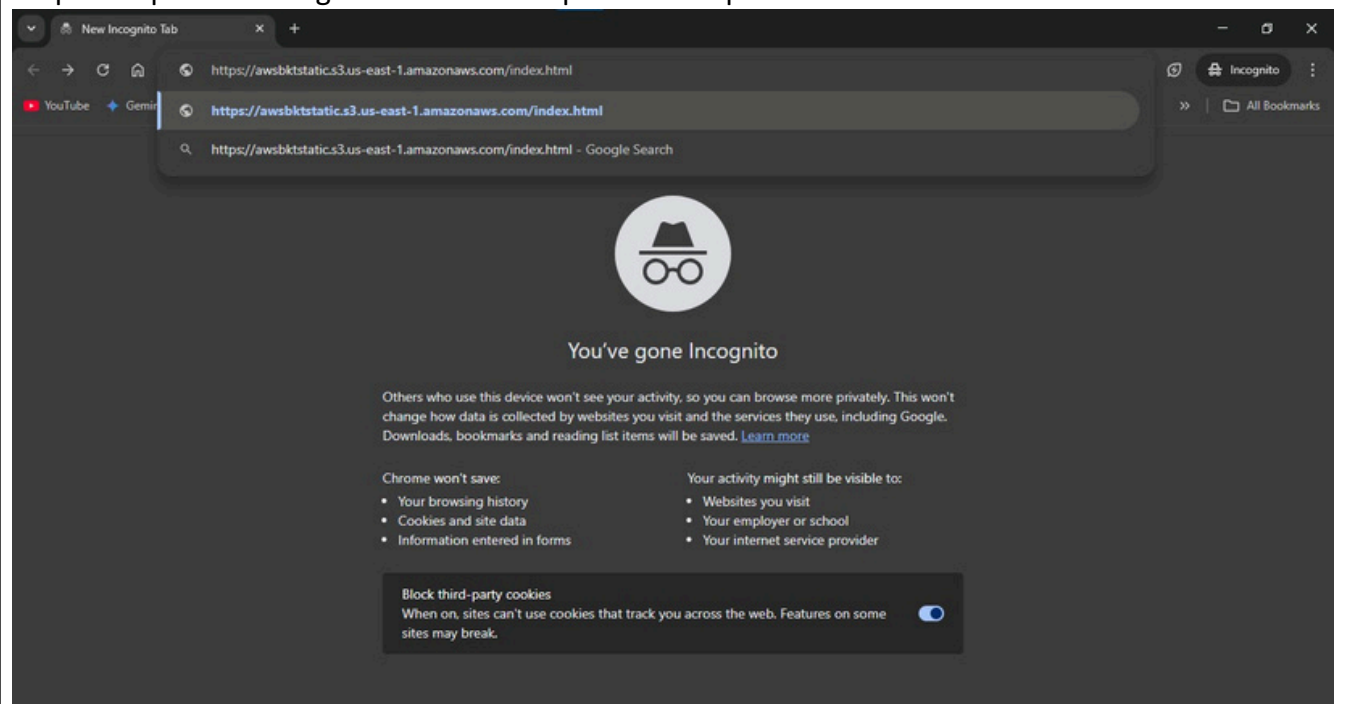 New Incognito Tab
https://awsbktstatic.s3.us-east-1.amazonaws.com/index.html
Incognito
YouTube
https://awsbktstatic.s3.us-east-1.amazonaws.com/index.html
All Bookmarks
https://awsbktstatic.s3.us-east-1.amazonaws.com/index.html - Google Search
You've gone Incognito
Others who use this device won't see your activity, so you can browse more privately. This won't
change how data is collected by websites you visit and the services they use, including Google.
Downloads, bookmarks and reading list items will be saved. Learn more
Chrome won't save:
• Your browsing history
• Cookies and site data
• Information entered in forms
Your activity might still be visible to:
• Websites you visit
• Your employer or school
• Your internet service provider
Block third-party cookies
When on, sites can't use cookies that track you across the web. Features on some
sites may break.